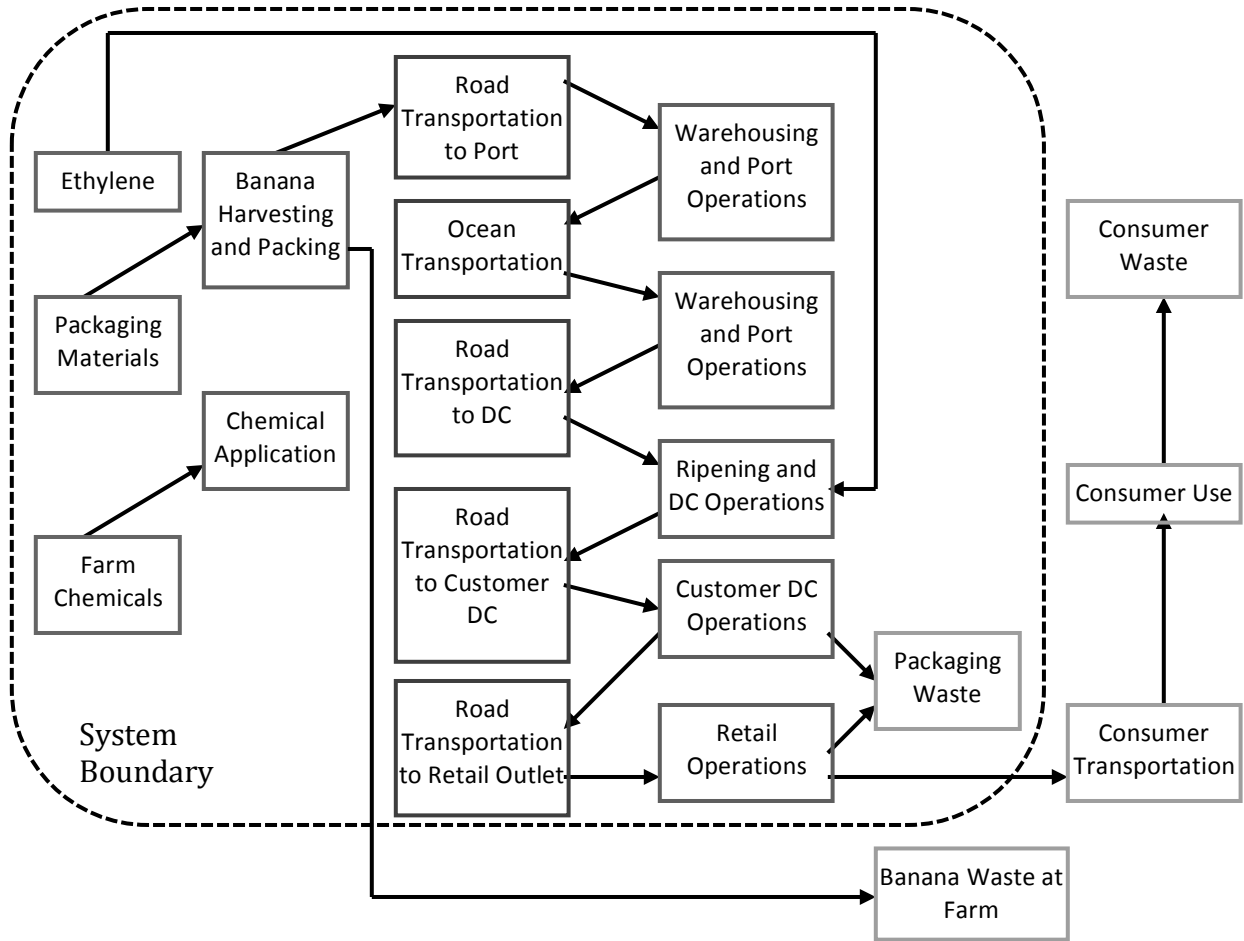 Ethylene
Banana
Harvesting
and Packing
Packaging
Materials
Chemical
Application
Farm
Chemicals
Road
Transportation
to Port
Warehousing
and Port
Operations
Ocean
Transportation
Warehousing
and Port
Operations
Road
Transportation
to DC
Ripening and
DC Operations
Road
Transportation
to Customer
DC
Customer DC
Operations
Packaging
Waste
Road
Transportation
to Retail Outlet
Retail
Operations
System
Boundary
Consumer
Waste
Consumer Use
Consumer
Transportation
Banana Waste at
Farm